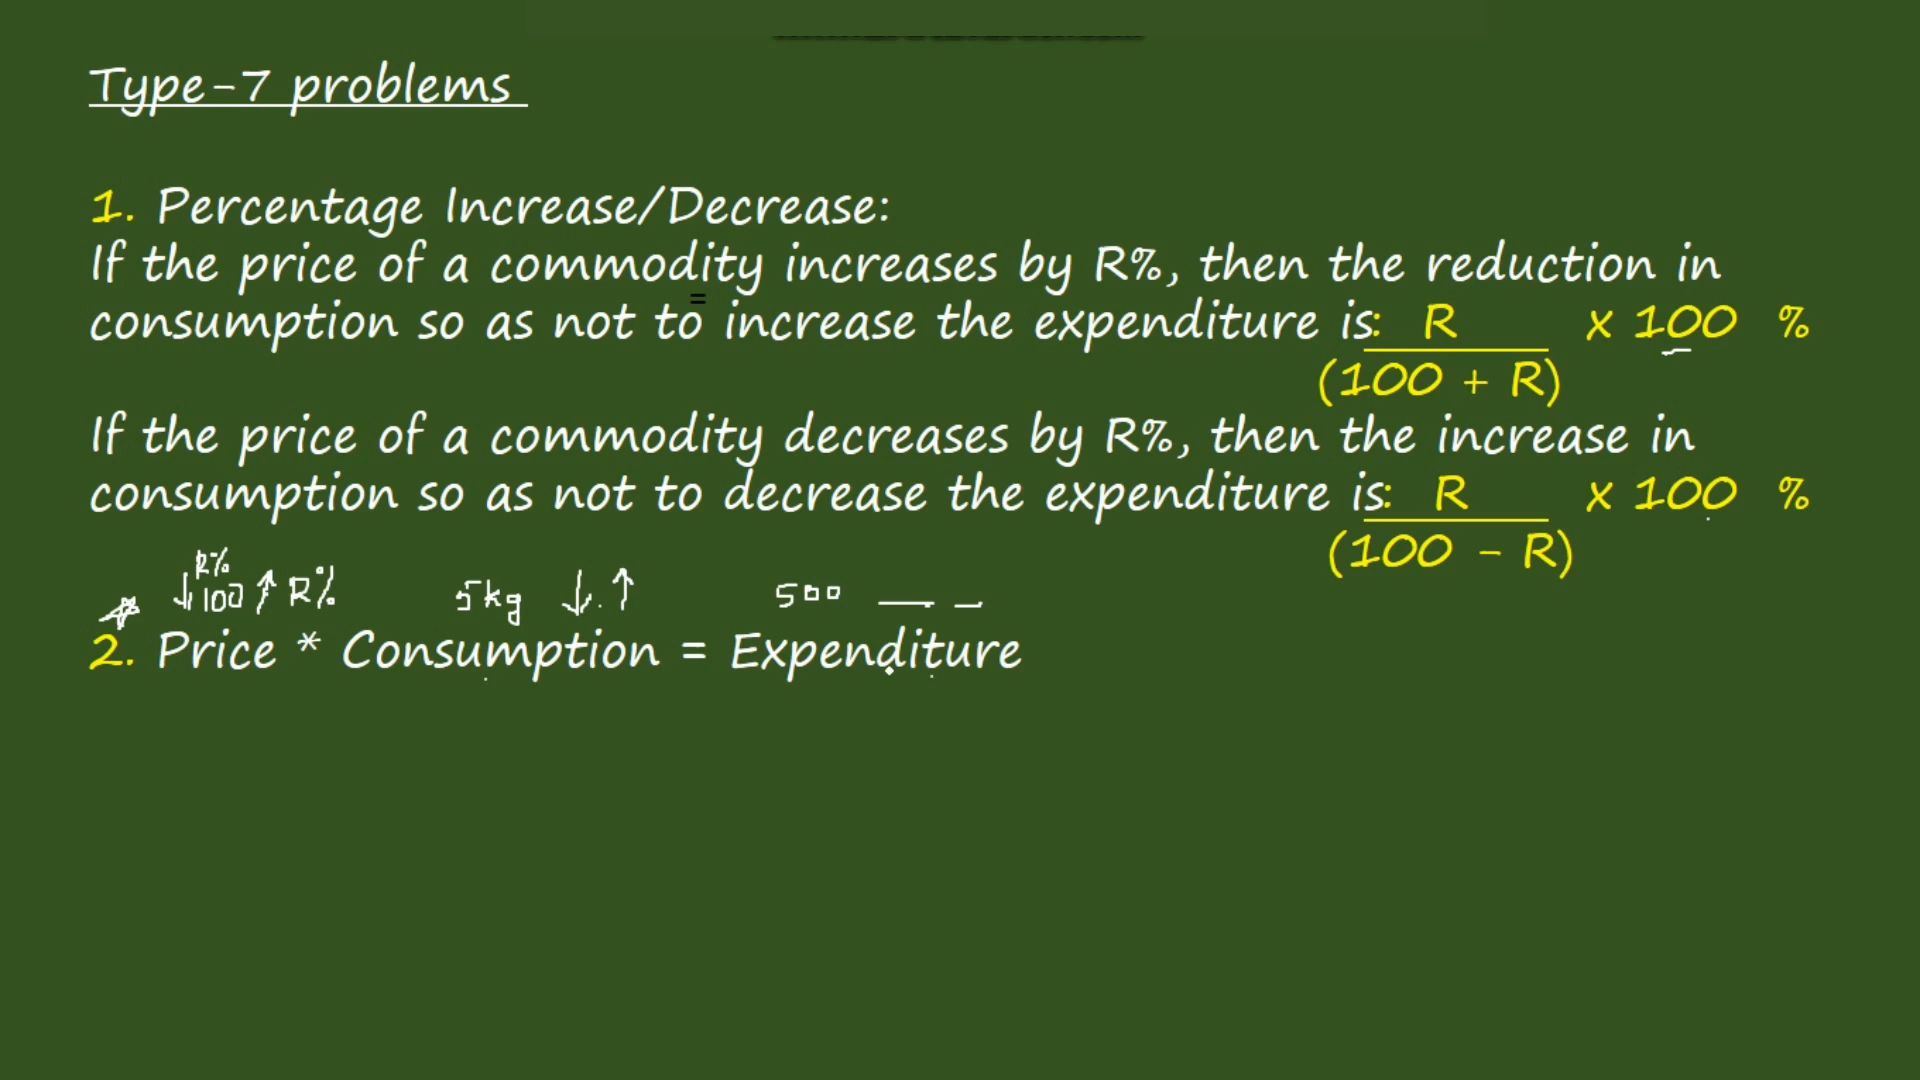 Type-7 problems
1. Percentage Increase/Decrease:
If the price of a commodity increases by R%, then the reduction in
consumption so as not to increase the expenditure is: R x 100 %
(100 + R)
If the price of a commodity decreases by R%, then the increase in
consumption so as not to decrease the expenditure is: R x 100 %
(100 - R)
R%
↓100 ↑ R% 5kg ↓ ↑ 500
2. Price * Consumption = Expenditure